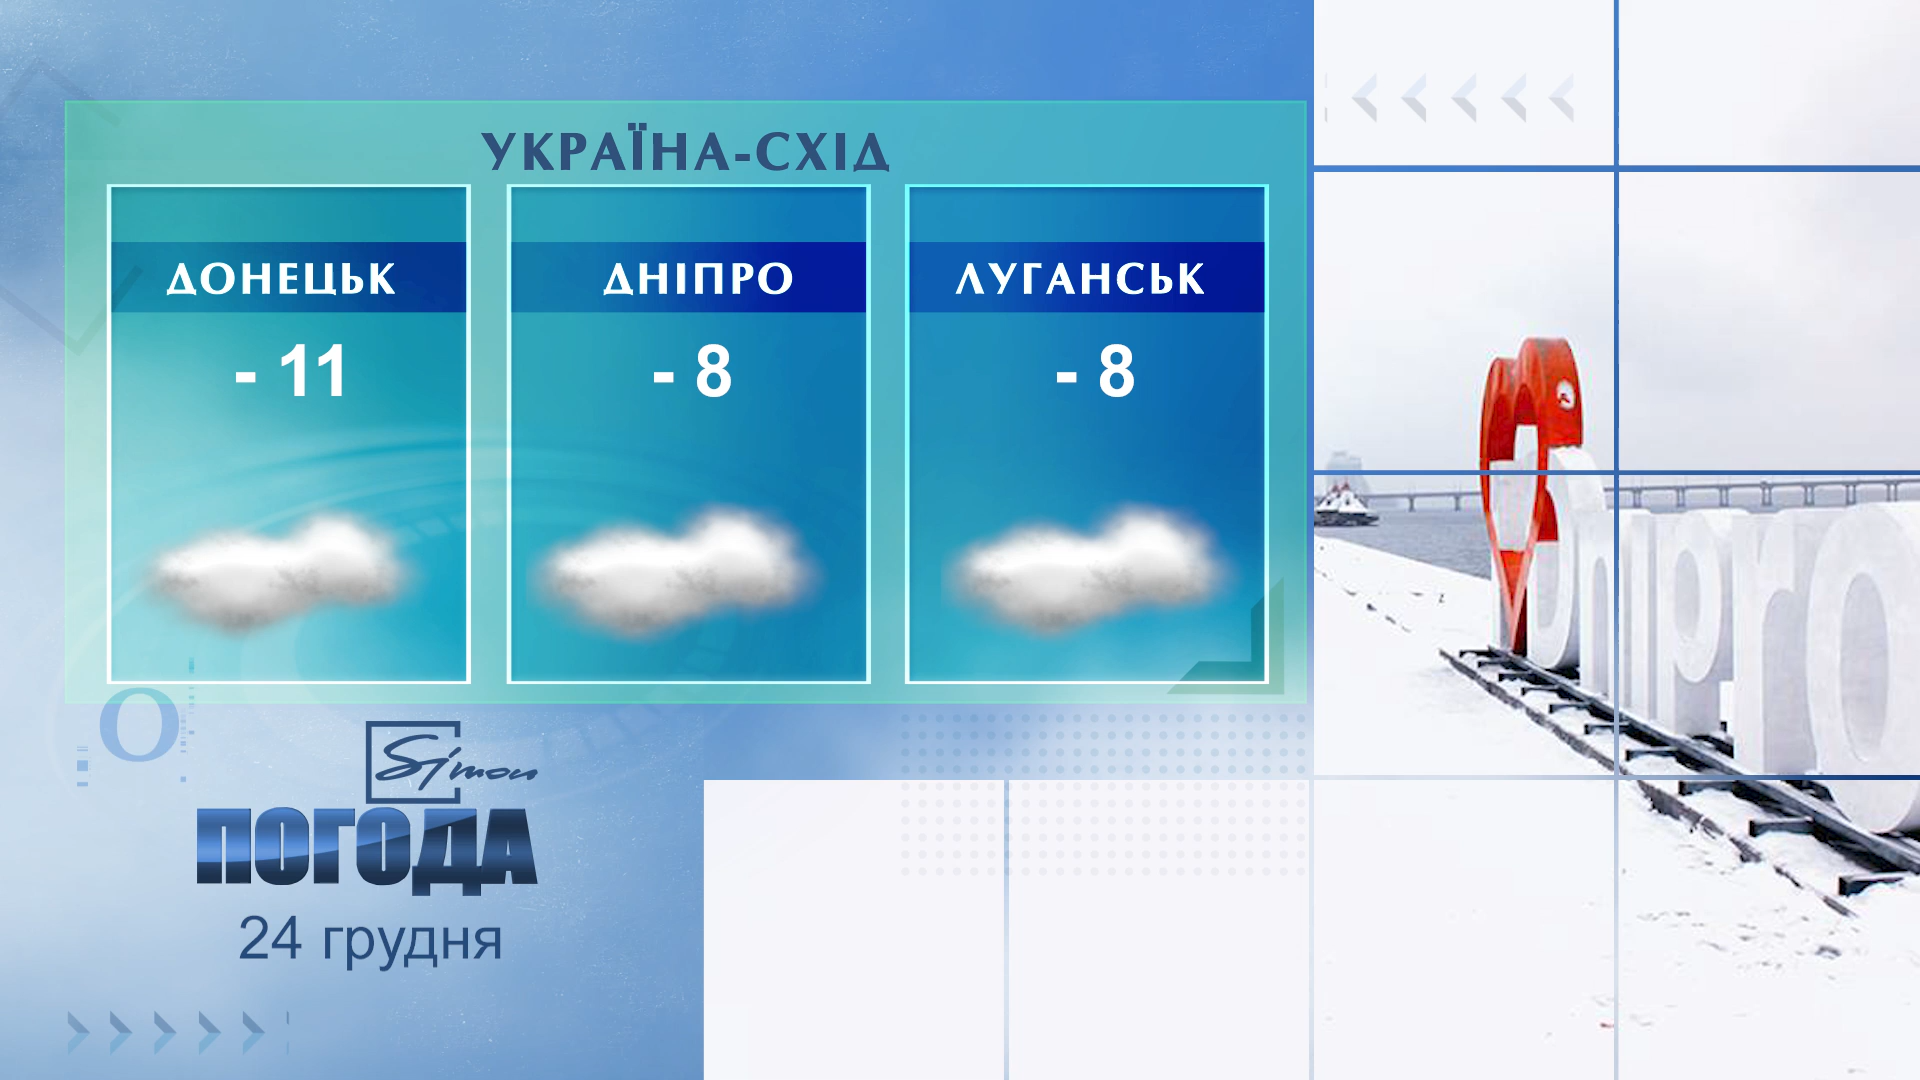 УКРАЇНА-СХІД
ДОНЕЦЬК
- 11
ДНІПРО
- 8
ЛУГАНСЬК
- 8
Simon
ПОГОДА
24 грудня
Dnipro